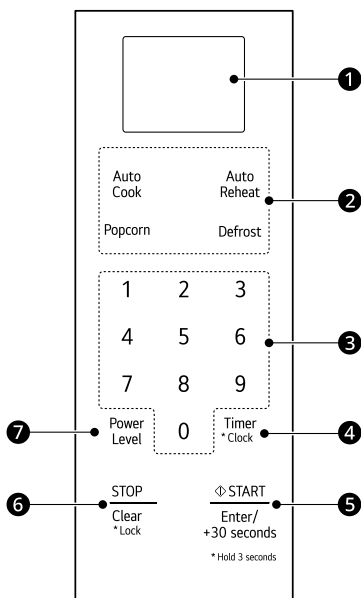 1
Auto Cook
Auto Reheat
2
Popcorn
Defrost
1 2 3
4 5 6
3
7 8 9
7
Power Level
0
Timer
* Clock
4
6
STOP
Clear
* Lock
START
5
Enter/
+30 seconds
* Hold 3 seconds